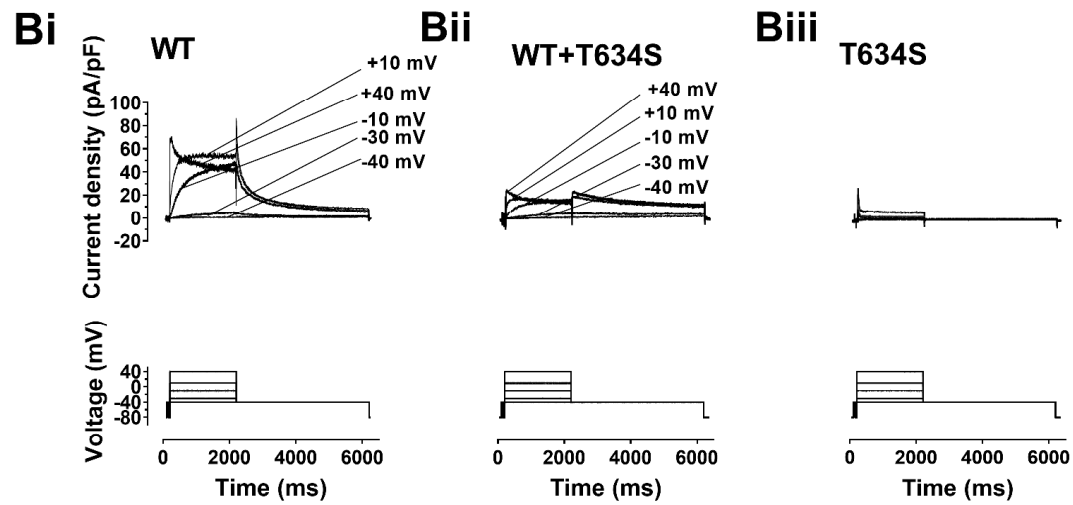 Bi
WT
Current density (pA/pF)
100
80
60
40
20
0
-20
+10 mV
+40 mV
-10 mV
-30 mV
-40 mV
Voltage (mV)
40
0
-40
-80
0 2000 4000 6000
Time (ms)
Bii
WT+T634S
+40 mV
+10 mV
-10 mV
-30 mV
-40 mV
0 2000 4000 6000
Time (ms)
Biii
T634S
0 2000 4000 6000
Time (ms)